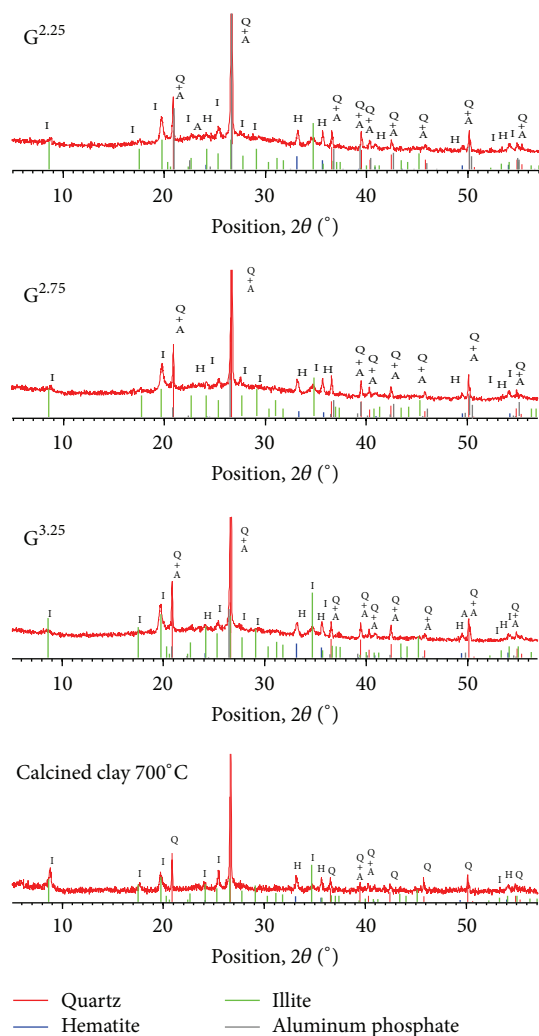 G2.25
I I I Q+A I A H I Q+A I I H I H Q+A Q+A Q+A H Q+A Q+A H Q+A I H I Q+A
10 20 30 40 50
Position, 2θ (°)
G2.75
I I Q+A H I Q+A I I H I H Q+A Q+A Q+A Q+A H Q+A I H I Q+A
10 20 30 40 50
Position, 2θ (°)
G3.25
I I I Q+A H I Q+A I I H I I Q+A Q+A Q+A Q+A Q+A H A Q+A I H I Q+A
10 20 30 40 50
Position, 2θ (°)
Calcined clay 700°C
I I I Q I I H I H Q Q+A Q+A Q Q Q I H Q
10 20 30 40 50
Position, 2θ (°)
Quartz Illite
Hematite Aluminum phosphate